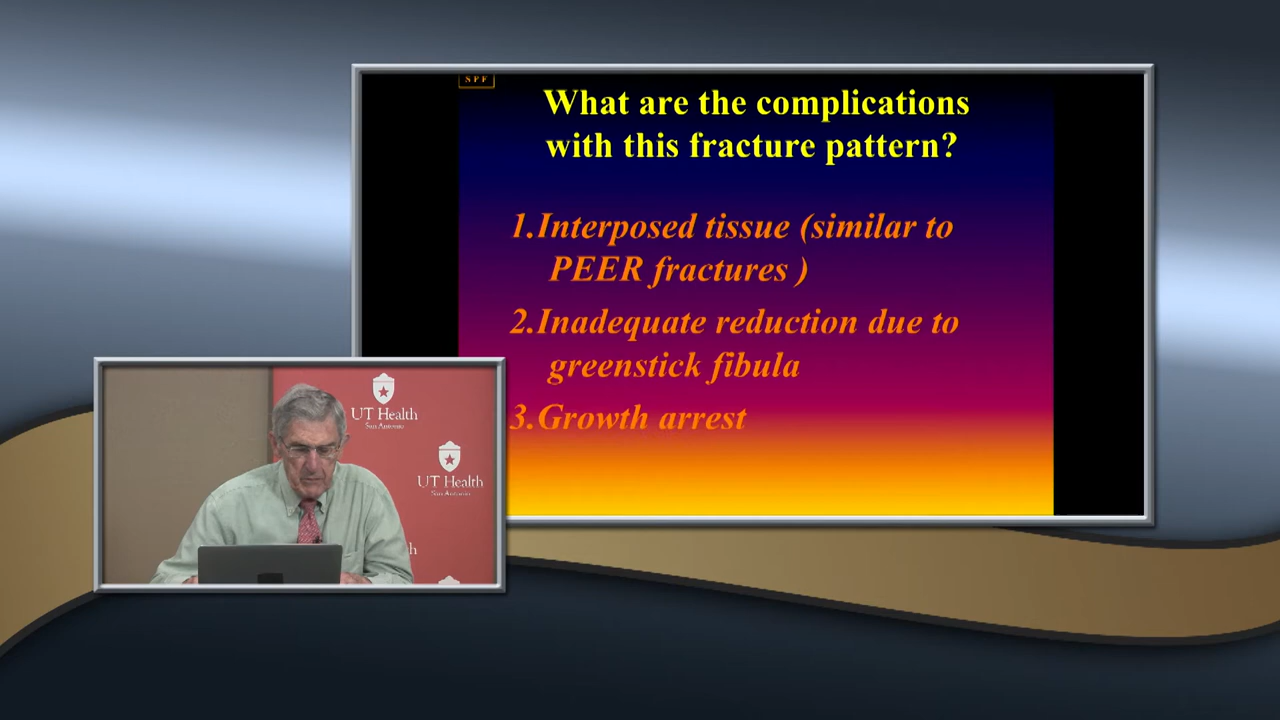 SPF
What are the complications
with this fracture pattern?
1.Interposed tissue (similar to
PEER fractures )
2.Inadequate reduction due to
greenstick fibula
3.Growth arrest
UT Health
San Antonio
UT Health
San Antonio
h